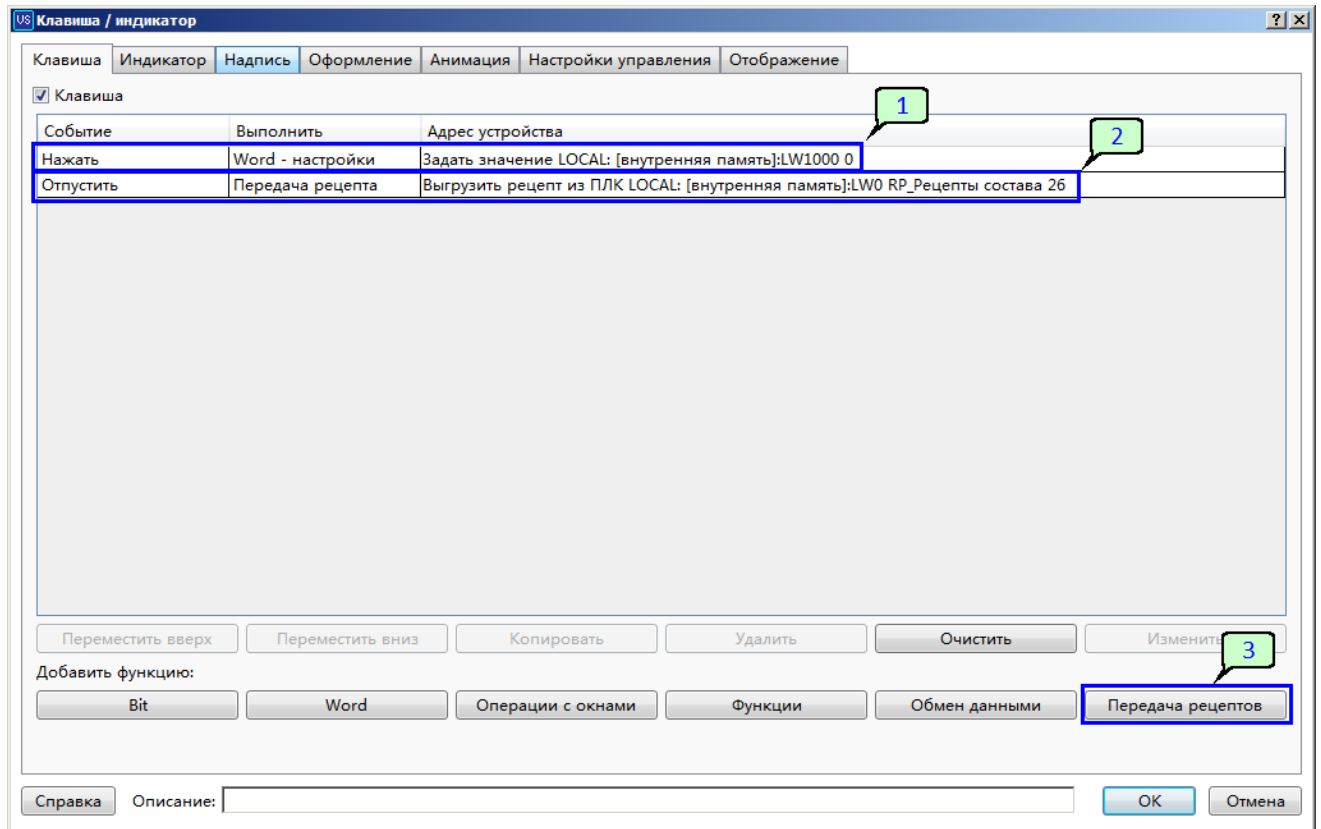 VS Клавиша / индикатор ? X
Клавиша Индикатор Надпись Оформление Анимация Настройки управления Отображение
Клавиша
1
Событие Выполнить Адрес устройства
2
Нажать Word - настройки Задать значение LOCAL: [внутренняя память]:LW1000 0
Отпустить Передача рецепта Выгрузить рецепт из ПЛК LOCAL: [внутренняя память]:LW0 RP_Рецепты состава 26
Переместить вверх Переместить вниз Копировать Удалить Очистить Изменить
3
Добавить функцию:
Bit Word Операции с окнами Функции Обмен данными Передача рецептов
Справка Описание: OK Отмена